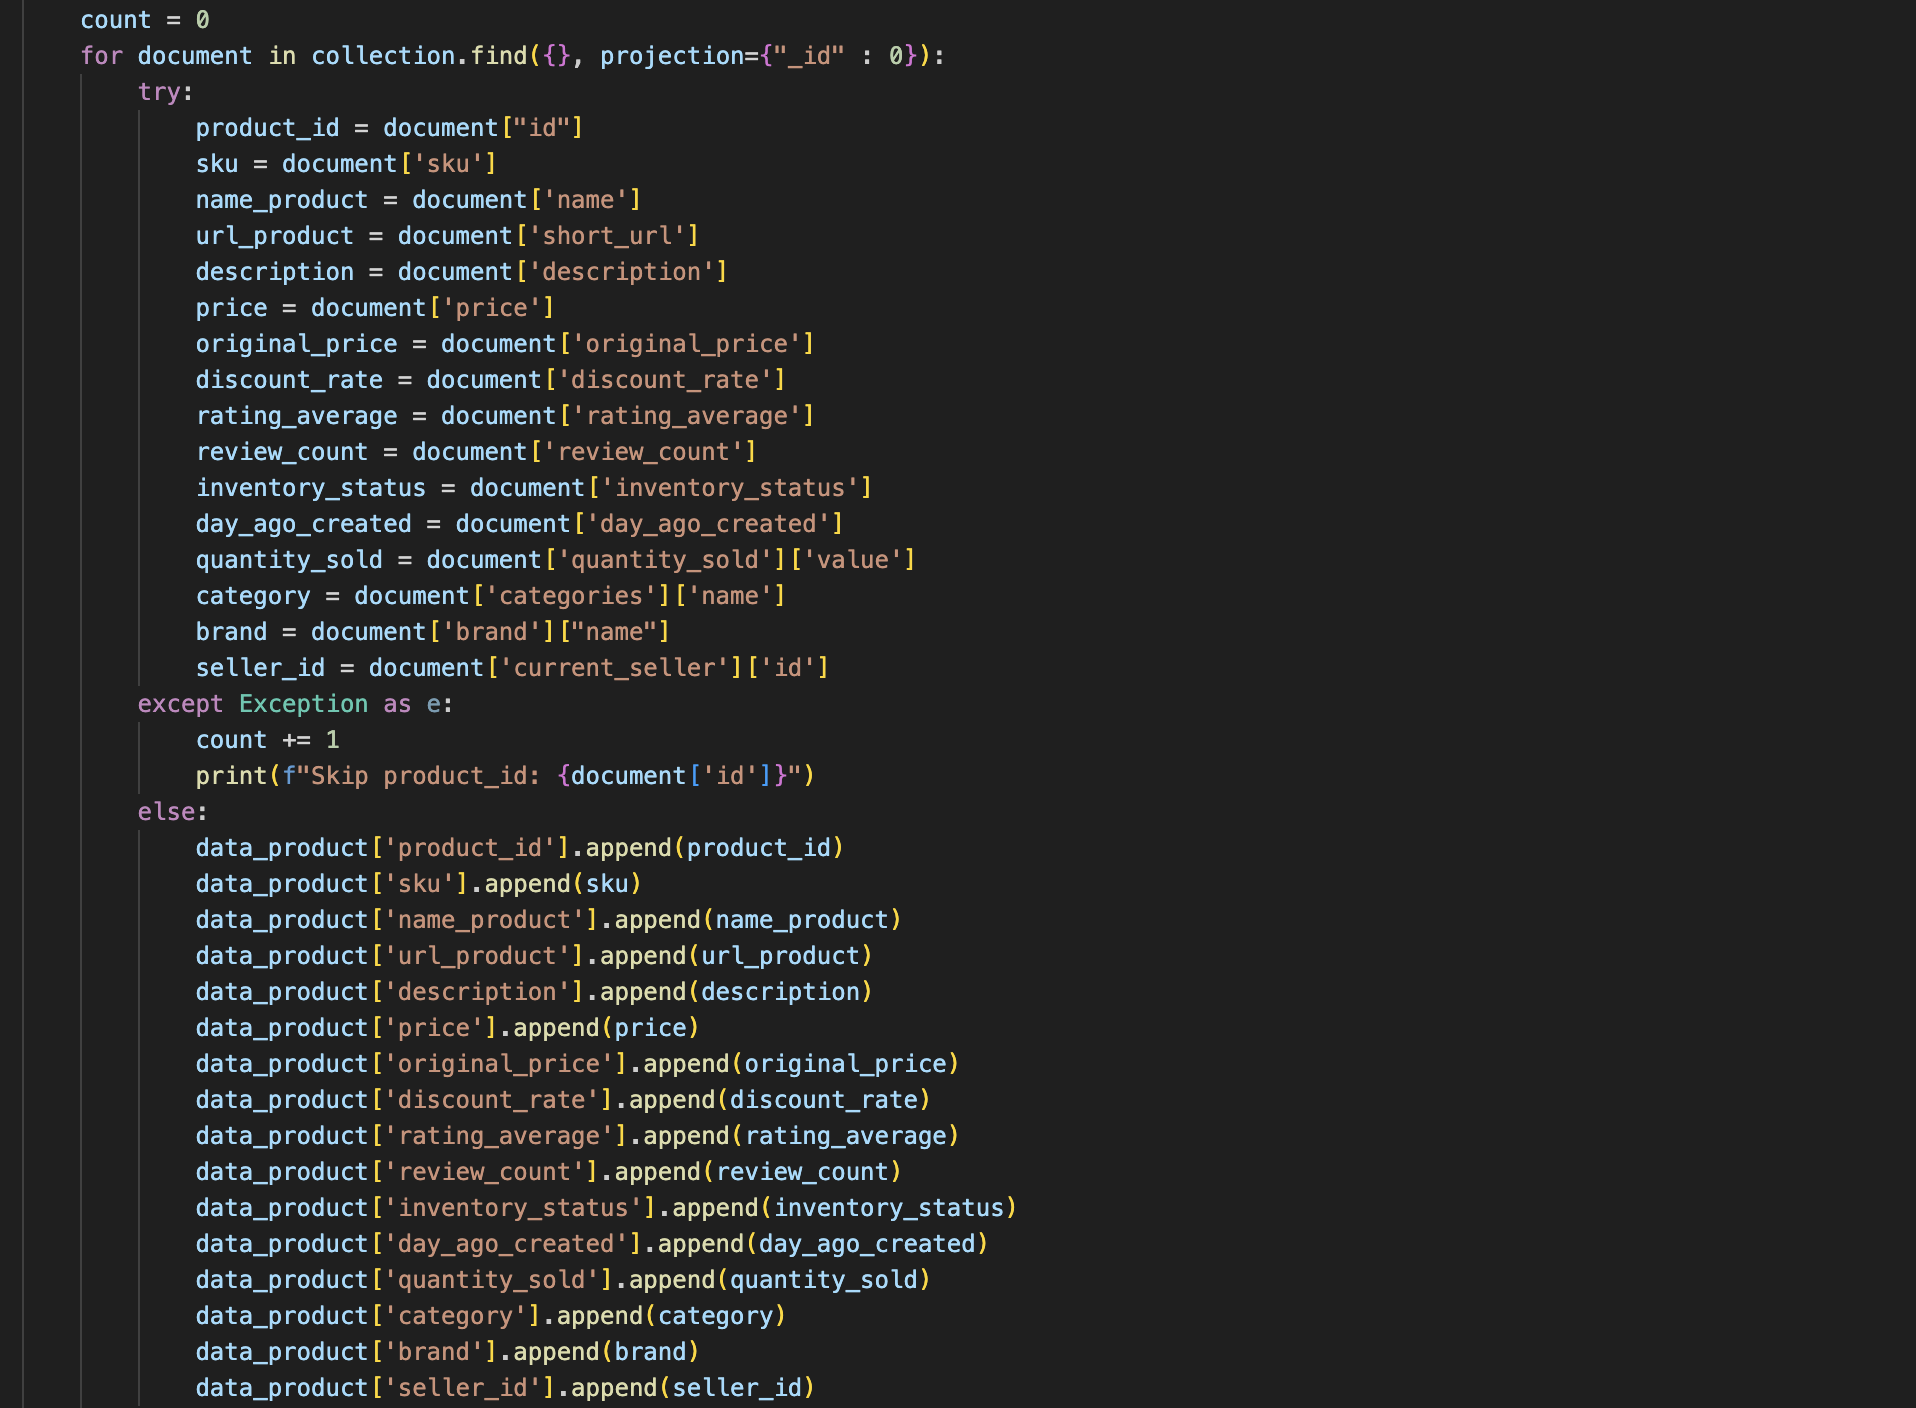 count = 0
for document in collection.find({}, projection={"_id" : 0}):
try:
product_id = document["id"]
sku = document['sku']
name_product = document['name']
url_product = document['short_url']
description = document['description']
price = document['price']
original_price = document['original_price']
discount_rate = document['discount_rate']
rating_average = document['rating_average']
review_count = document['review_count']
inventory_status = document['inventory_status']
day_ago_created = document['day_ago_created']
quantity_sold = document['quantity_sold']['value']
category = document['categories']['name']
brand = document['brand']["name"]
seller_id = document['current_seller']['id']
except Exception as e:
count += 1
print(f"Skip product_id: {document['id']}")
else:
data_product['product_id'].append(product_id)
data_product['sku'].append(sku)
data_product['name_product'].append(name_product)
data_product['url_product'].append(url_product)
data_product['description'].append(description)
data_product['price'].append(price)
data_product['original_price'].append(original_price)
data_product['discount_rate'].append(discount_rate)
data_product['rating_average'].append(rating_average)
data_product['review_count'].append(review_count)
data_product['inventory_status'].append(inventory_status)
data_product['day_ago_created'].append(day_ago_created)
data_product['quantity_sold'].append(quantity_sold)
data_product['category'].append(category)
data_product['brand'].append(brand)
data_product['seller_id'].append(seller_id)